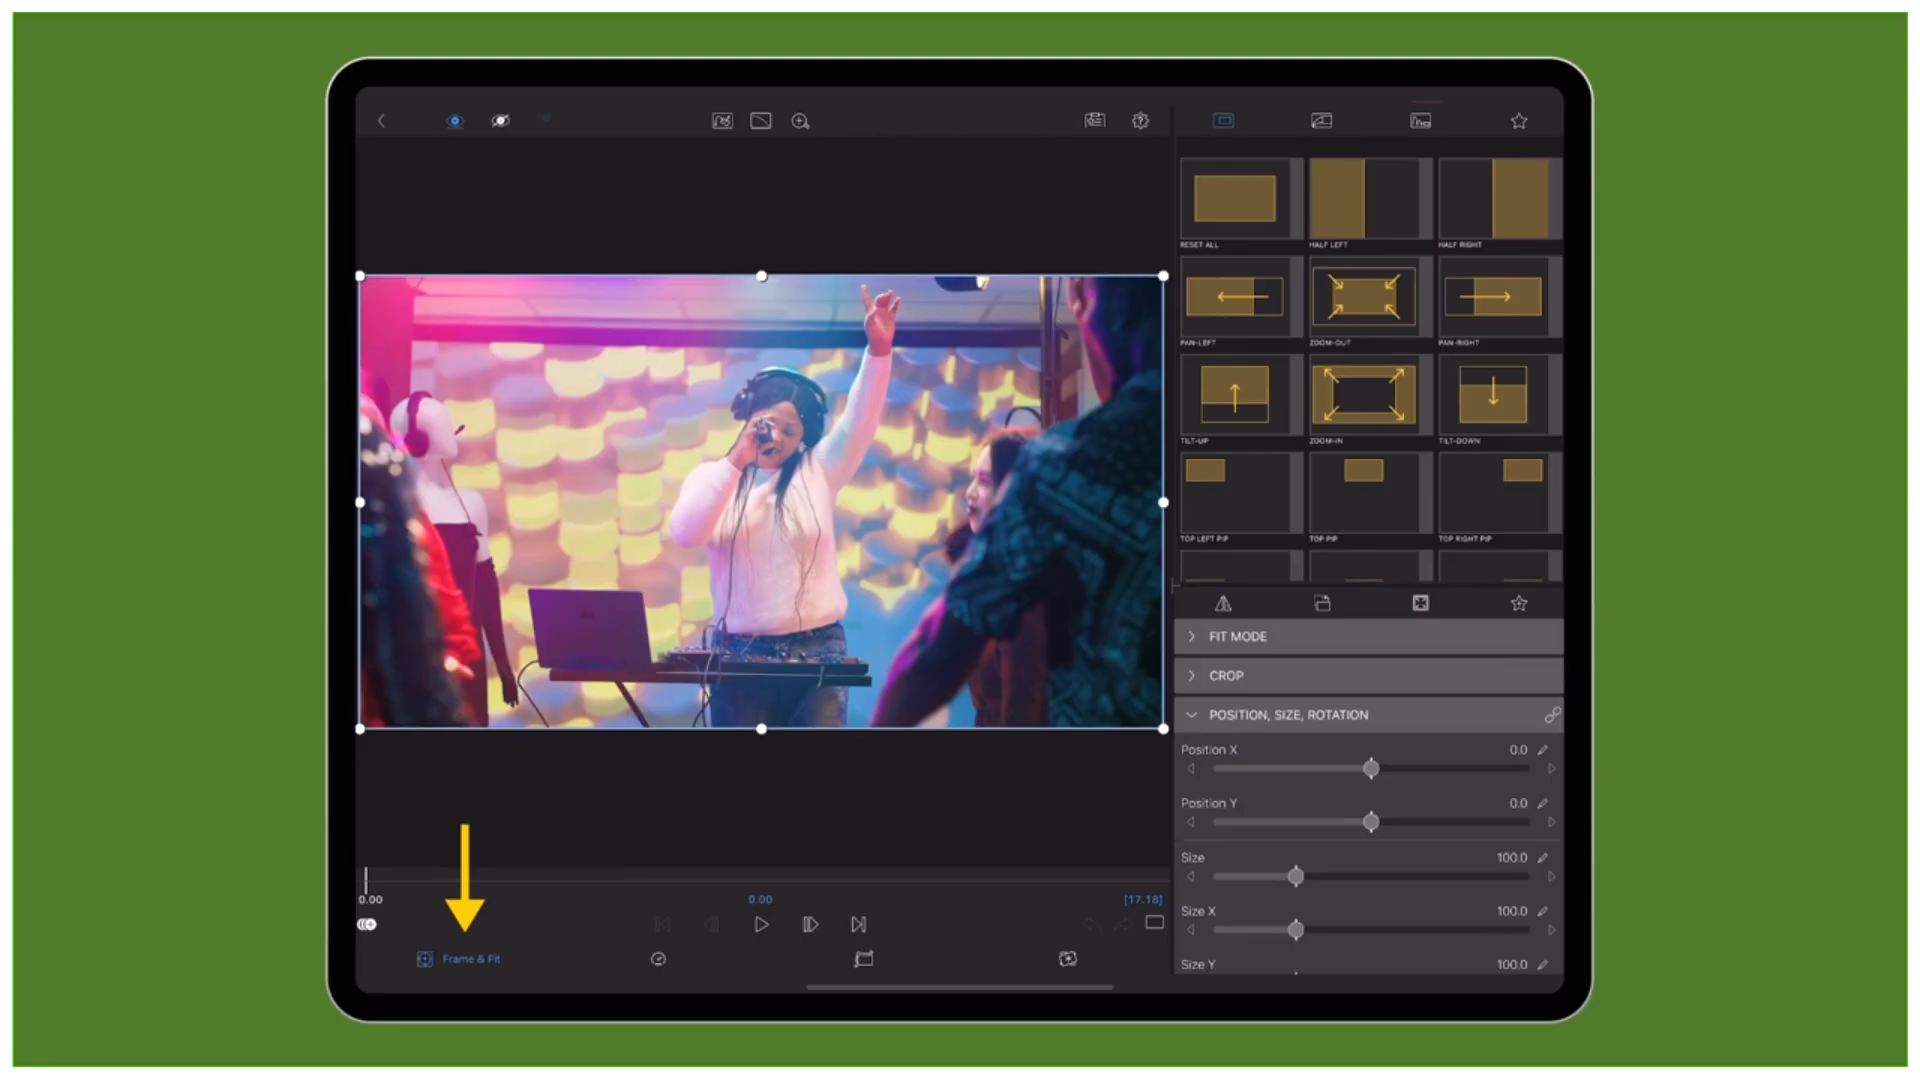 RESET ALL
HALF LEFT
HALF RIGHT
PAN-LEFT
ZOOM-OUT
PAN-RIGHT
TILT-UP
ZOOM-IN
TILT-DOWN
TOP LEFT PIP
TOP PIP
TOP RIGHT PIP
FIT MODE
CROP
POSITION, SIZE, ROTATION
Position X 0.0
Position Y 0.0
Size 100.0
Size X 100.0
Size Y 100.0
0.00 0.00 [17.18]
Frame & Fit